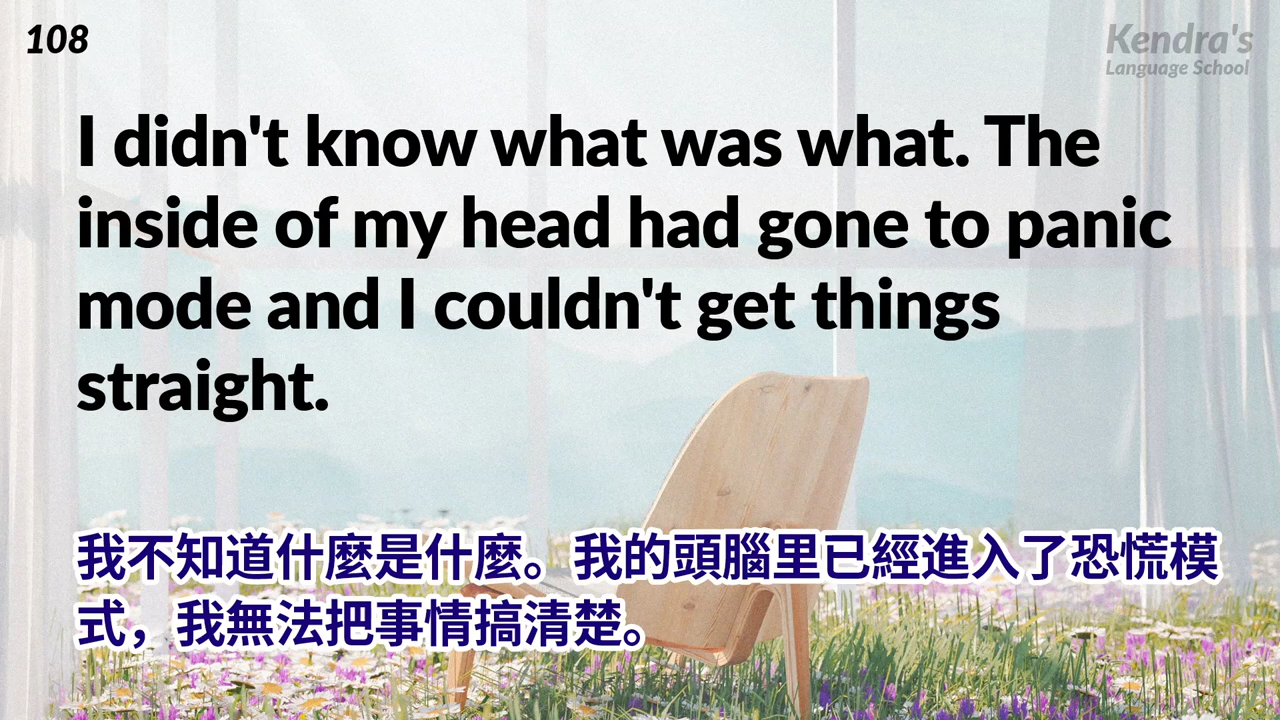 108
Kendra's
Language School
I didn't know what was what. The
inside of my head had gone to panic
mode and I couldn't get things
straight.
我不知道什麼是什麼。我的頭腦里已經進入了恐慌模
式，我無法把事情搞清楚。